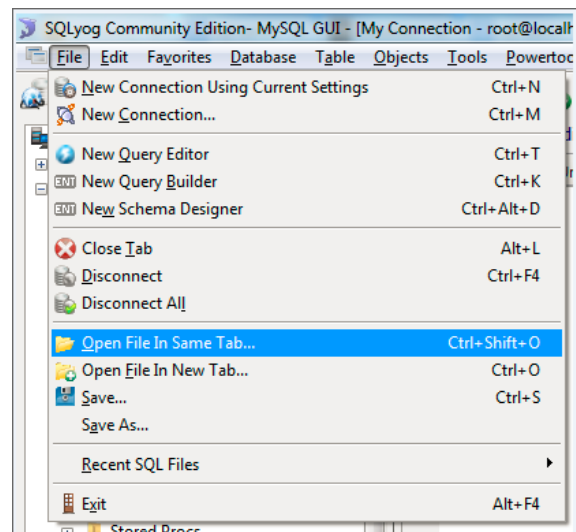 SQLyog Community Edition- MySQL GUI - [My Connection - root@localh
File Edit Favorites Database Table Objects Tools Powertoo
New Connection Using Current Settings Ctrl+N
New Connection... Ctrl+M
New Query Editor Ctrl+T
ENT New Query Builder Ctrl+K
ENT New Schema Designer Ctrl+Alt+D
Close Tab Alt+L
Disconnect Ctrl+F4
Disconnect All
Open File In Same Tab... Ctrl+Shift+O
Open File In New Tab... Ctrl+O
Save... Ctrl+S
Save As...
Recent SQL Files
Exit Alt+F4
Stored Procs